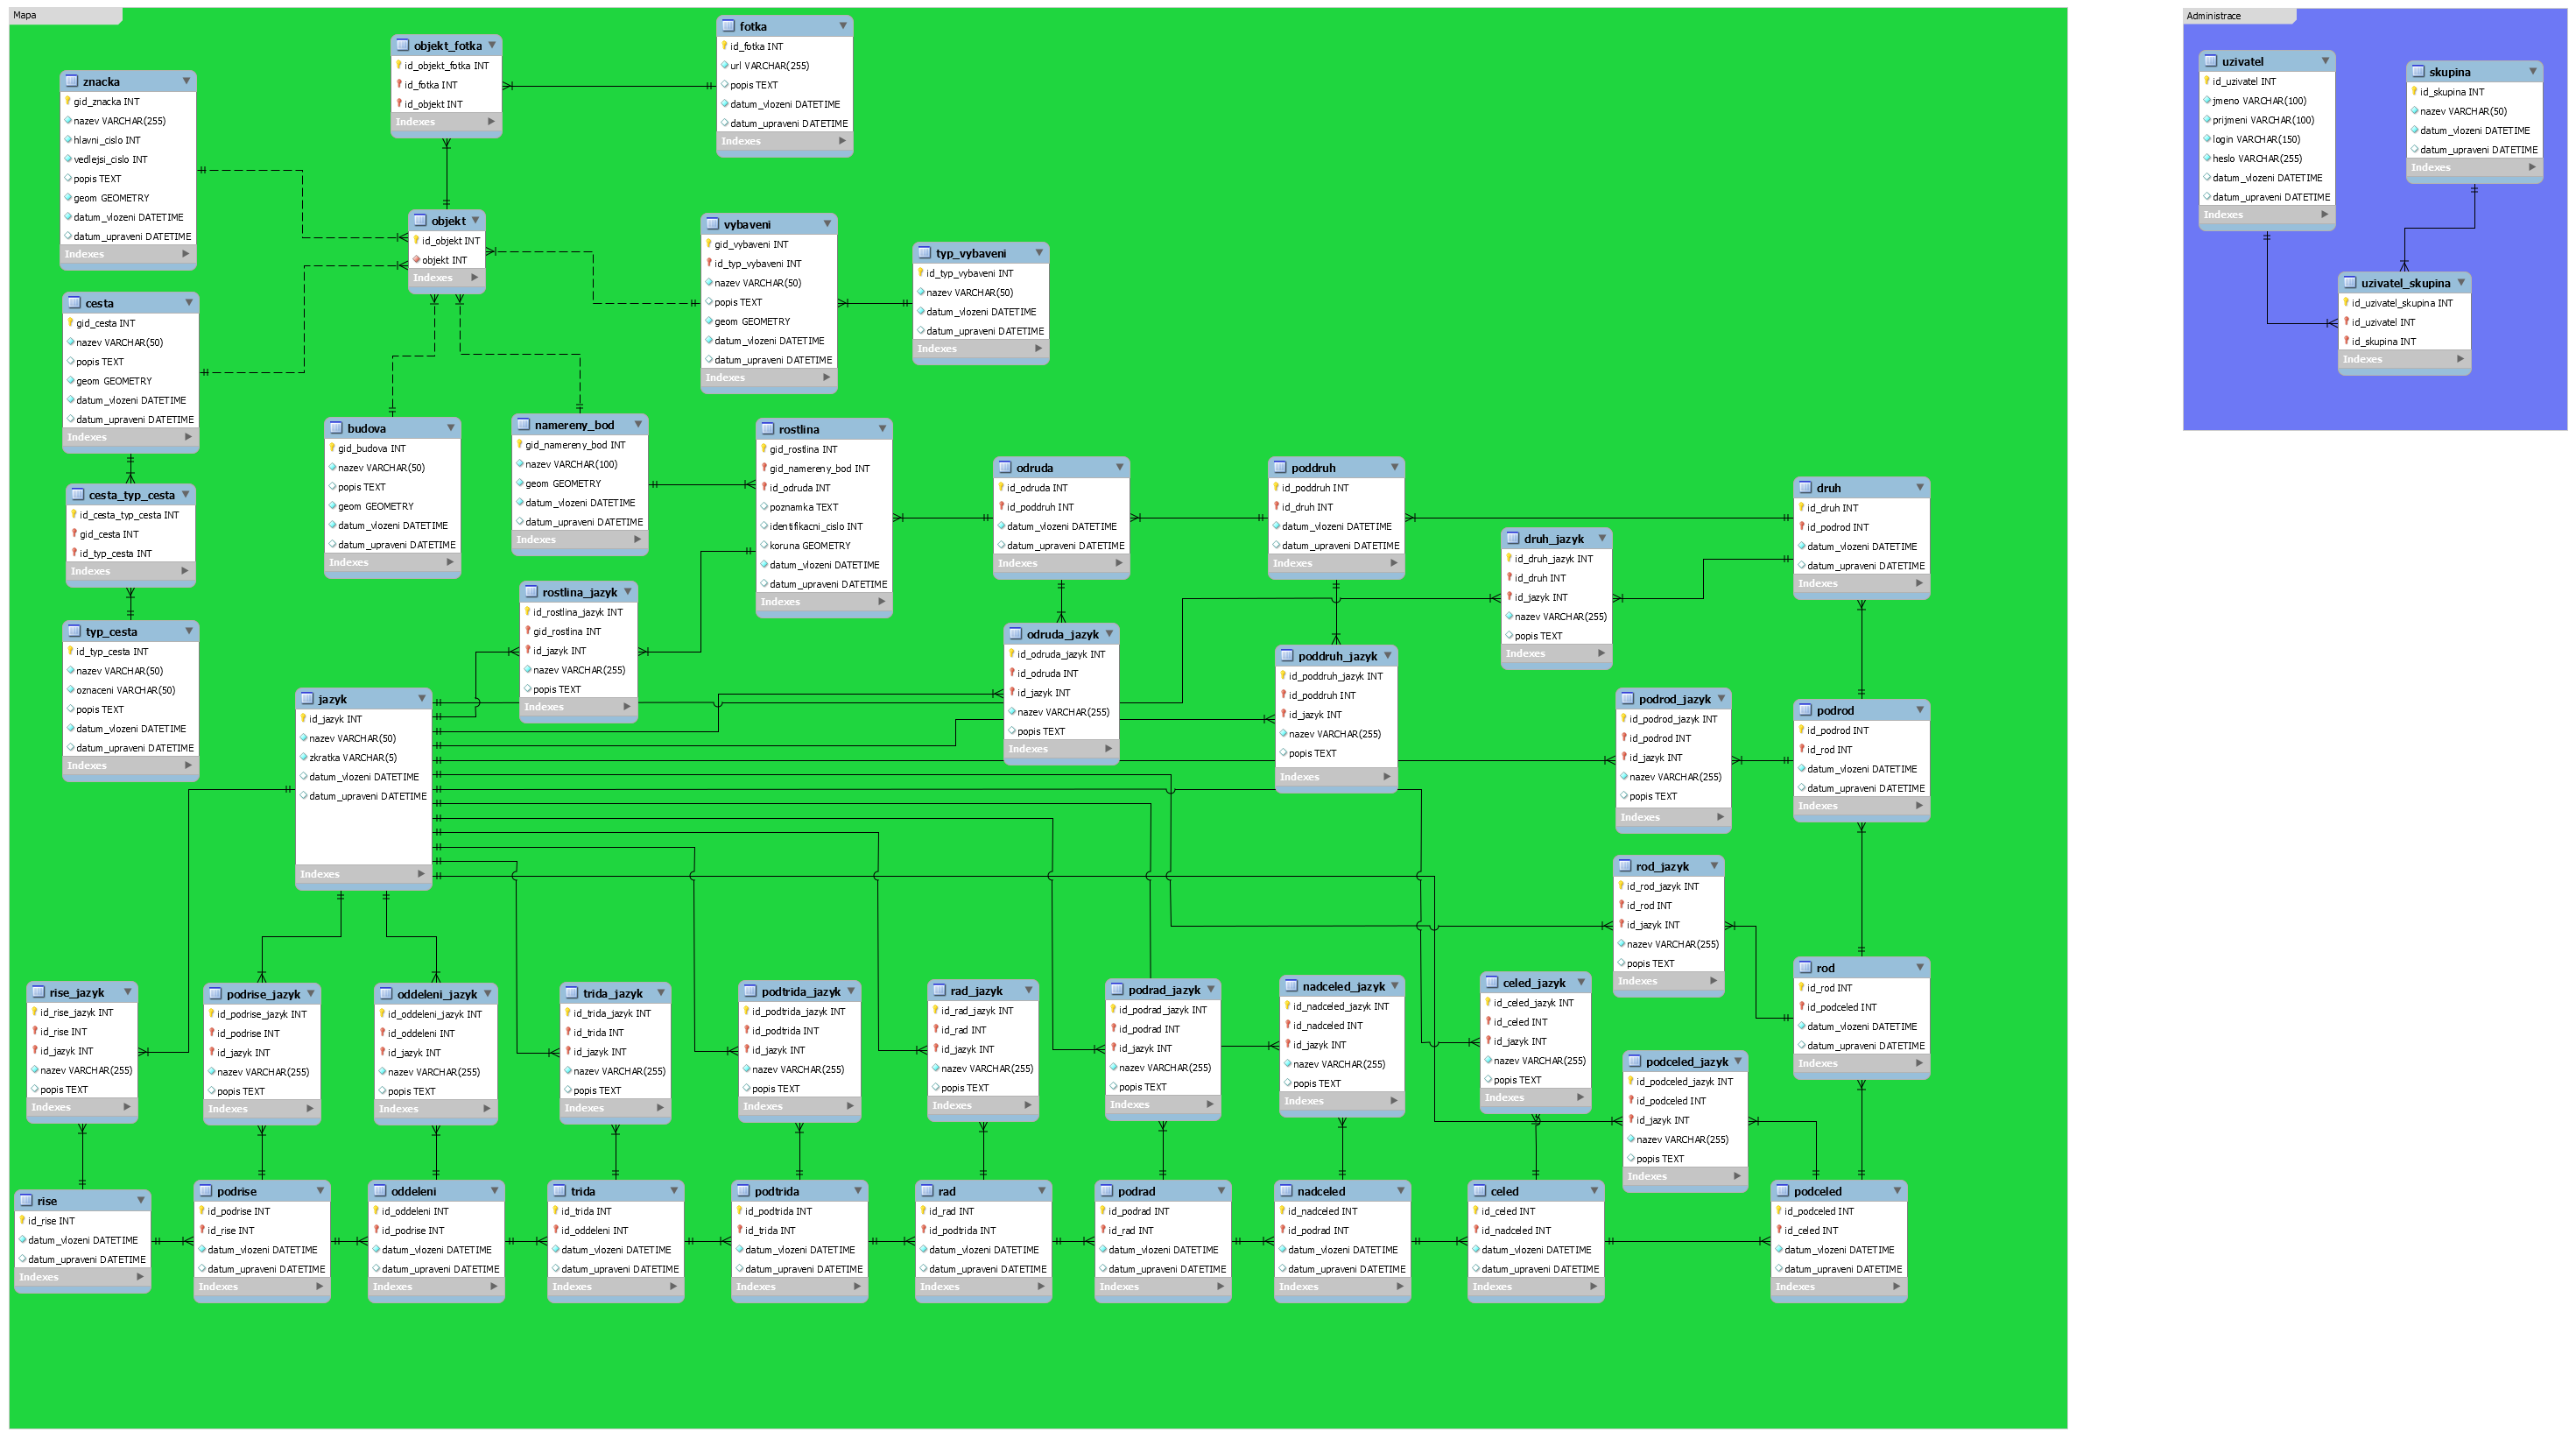 Mapa
fotka
id_fotka INT
url VARCHAR(255)
popis TEXT
datum_vlozeni DATETIME
datum_upraveni DATETIME
Indexes
objekt_fotka
id_objekt_fotka INT
id_fotka INT
id_objekt INT
Indexes
znacka
gid_znacka INT
nazev VARCHAR(255)
hlavni_cislo INT
vedlejsi_cislo INT
popis TEXT
geom GEOMETRY
datum_vlozeni DATETIME
datum_upraveni DATETIME
Indexes
objekt
id_objekt INT
objekt INT
Indexes
vybaveni
gid_vybaveni INT
id_typ_vybaveni INT
nazev VARCHAR(50)
popis TEXT
geom GEOMETRY
datum_vlozeni DATETIME
datum_upraveni DATETIME
Indexes
typ_vybaveni
id_typ_vybaveni INT
nazev VARCHAR(50)
datum_vlozeni DATETIME
datum_upraveni DATETIME
Indexes
cesta
gid_cesta INT
nazev VARCHAR(50)
popis TEXT
geom GEOMETRY
datum_vlozeni DATETIME
datum_upraveni DATETIME
Indexes
budova
gid_budova INT
nazev VARCHAR(50)
popis TEXT
geom GEOMETRY
datum_vlozeni DATETIME
datum_upraveni DATETIME
Indexes
namereny_bod
gid_namereny_bod INT
nazev VARCHAR(100)
geom GEOMETRY
datum_vlozeni DATETIME
datum_upraveni DATETIME
Indexes
rostlina
gid_rostlina INT
gid_namereny_bod INT
id_odruda INT
poznamka TEXT
identifikacni_cislo INT
koruna GEOMETRY
datum_vlozeni DATETIME
datum_upraveni DATETIME
Indexes
odruda
id_odruda INT
id_poddruh INT
datum_vlozeni DATETIME
datum_upraveni DATETIME
Indexes
poddruh
id_poddruh INT
id_druh INT
datum_vlozeni DATETIME
datum_upraveni DATETIME
Indexes
druh
id_druh INT
id_podrod INT
datum_vlozeni DATETIME
datum_upraveni DATETIME
Indexes
cesta_typ_cesta
id_cesta_typ_cesta INT
gid_cesta INT
id_typ_cesta INT
Indexes
druh_jazyk
id_druh_jazyk INT
id_druh INT
id_jazyk INT
nazev VARCHAR(255)
popis TEXT
Indexes
rostlina_jazyk
id_rostlina_jazyk INT
gid_rostlina INT
id_jazyk INT
nazev VARCHAR(255)
popis TEXT
Indexes
typ_cesta
id_typ_cesta INT
nazev VARCHAR(50)
oznaceni VARCHAR(50)
popis TEXT
datum_vlozeni DATETIME
datum_upraveni DATETIME
Indexes
odruda_jazyk
id_odruda_jazyk INT
id_odruda INT
id_jazyk INT
nazev VARCHAR(255)
popis TEXT
Indexes
poddruh_jazyk
id_poddruh_jazyk INT
id_poddruh INT
id_jazyk INT
nazev VARCHAR(255)
popis TEXT
Indexes
jazyk
id_jazyk INT
nazev VARCHAR(50)
zkratka VARCHAR(5)
datum_vlozeni DATETIME
datum_upraveni DATETIME
Indexes
podrod_jazyk
id_podrod_jazyk INT
id_podrod INT
id_jazyk INT
nazev VARCHAR(255)
popis TEXT
Indexes
podrod
id_podrod INT
id_rod INT
datum_vlozeni DATETIME
datum_upraveni DATETIME
Indexes
rod_jazyk
id_rod_jazyk INT
id_rod INT
id_jazyk INT
nazev VARCHAR(255)
popis TEXT
Indexes
rod
id_rod INT
id_podceled INT
datum_vlozeni DATETIME
datum_upraveni DATETIME
Indexes
rise_jazyk
id_rise_jazyk INT
id_rise INT
id_jazyk INT
nazev VARCHAR(255)
popis TEXT
Indexes
podrise_jazyk
id_podrise_jazyk INT
id_podrise INT
id_jazyk INT
nazev VARCHAR(255)
popis TEXT
Indexes
oddeleni_jazyk
id_oddeleni_jazyk INT
id_oddeleni INT
id_jazyk INT
nazev VARCHAR(255)
popis TEXT
Indexes
trida_jazyk
id_trida_jazyk INT
id_trida INT
id_jazyk INT
nazev VARCHAR(255)
popis TEXT
Indexes
podtrida_jazyk
id_podtrida_jazyk INT
id_podtrida INT
id_jazyk INT
nazev VARCHAR(255)
popis TEXT
Indexes
rad_jazyk
id_rad_jazyk INT
id_rad INT
id_jazyk INT
nazev VARCHAR(255)
popis TEXT
Indexes
podrad_jazyk
id_podrad_jazyk INT
id_podrad INT
id_jazyk INT
nazev VARCHAR(255)
popis TEXT
Indexes
nadceled_jazyk
id_nadceled_jazyk INT
id_nadceled INT
id_jazyk INT
nazev VARCHAR(255)
popis TEXT
Indexes
celed_jazyk
id_celed_jazyk INT
id_celed INT
id_jazyk INT
nazev VARCHAR(255)
popis TEXT
Indexes
podceled_jazyk
id_podceled_jazyk INT
id_podceled INT
id_jazyk INT
nazev VARCHAR(255)
popis TEXT
Indexes
rise
id_rise INT
datum_vlozeni DATETIME
datum_upraveni DATETIME
Indexes
podrise
id_podrise INT
id_rise INT
datum_vlozeni DATETIME
datum_upraveni DATETIME
Indexes
oddeleni
id_oddeleni INT
id_podrise INT
datum_vlozeni DATETIME
datum_upraveni DATETIME
Indexes
trida
id_trida INT
id_oddeleni INT
datum_vlozeni DATETIME
datum_upraveni DATETIME
Indexes
podtrida
id_podtrida INT
id_trida INT
datum_vlozeni DATETIME
datum_upraveni DATETIME
Indexes
rad
id_rad INT
id_podtrida INT
datum_vlozeni DATETIME
datum_upraveni DATETIME
Indexes
podrad
id_podrad INT
id_rad INT
datum_vlozeni DATETIME
datum_upraveni DATETIME
Indexes
nadceled
id_nadceled INT
id_podrad INT
datum_vlozeni DATETIME
datum_upraveni DATETIME
Indexes
celed
id_celed INT
id_nadceled INT
datum_vlozeni DATETIME
datum_upraveni DATETIME
Indexes
podceled
id_podceled INT
id_celed INT
datum_vlozeni DATETIME
datum_upraveni DATETIME
Indexes
Administrace
uzivatel
id_uzivatel INT
jmeno VARCHAR(100)
prijmeni VARCHAR(100)
login VARCHAR(150)
heslo VARCHAR(255)
datum_vlozeni DATETIME
datum_upraveni DATETIME
Indexes
skupina
id_skupina INT
nazev VARCHAR(50)
datum_vlozeni DATETIME
datum_upraveni DATETIME
Indexes
uzivatel_skupina
id_uzivatel_skupina INT
id_uzivatel INT
id_skupina INT
Indexes